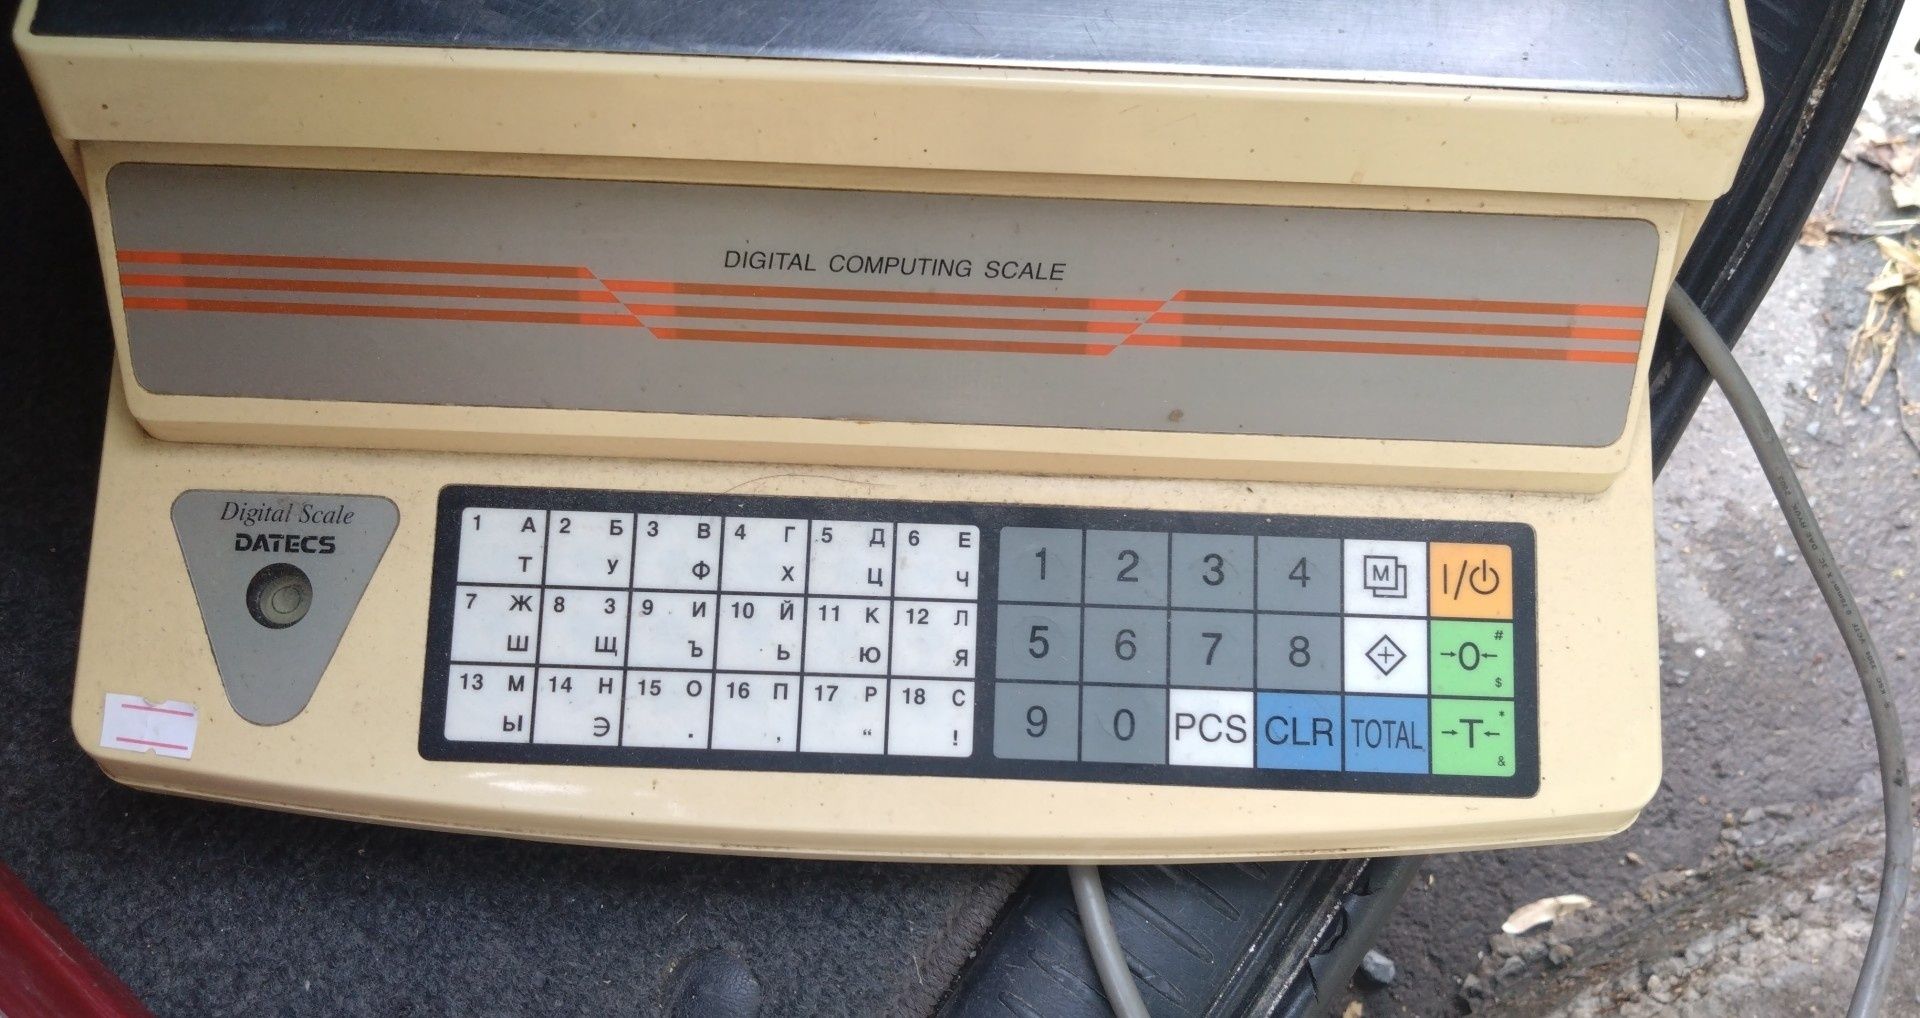 DIGITAL COMPUTING SCALE
Digital Scale
DATECS
1 А Т 2 Б У 3 В Ф 4 Г Х 5 Д Ц 6 Е Ч
7 Ж Ш 8 З Щ 9 И Ъ 10 Й Ь 11 К Ю 12 Л Я
13 М Ы 14 Н Э 15 О . 16 П , 17 Р “ 18 С !
1 2 3 4 M I/⏻
5 6 7 8 + →0← # $
9 0 PCS CLR TOTAL →T← * &